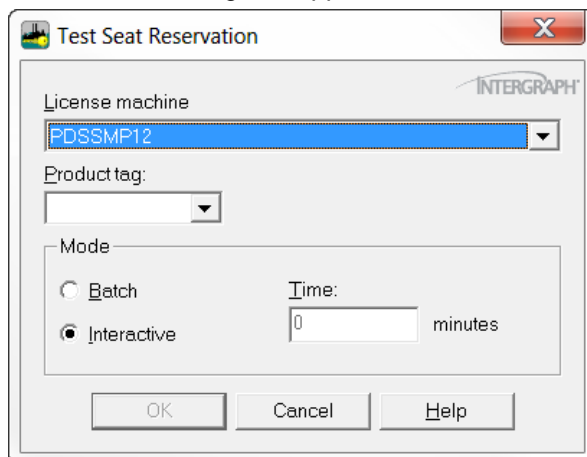 Test Seat Reservation
INTERGRAPH
License machine
PDSSMP12
Product tag:
Mode
Batch
Time:
Interactive
0
minutes
OK
Cancel
Help